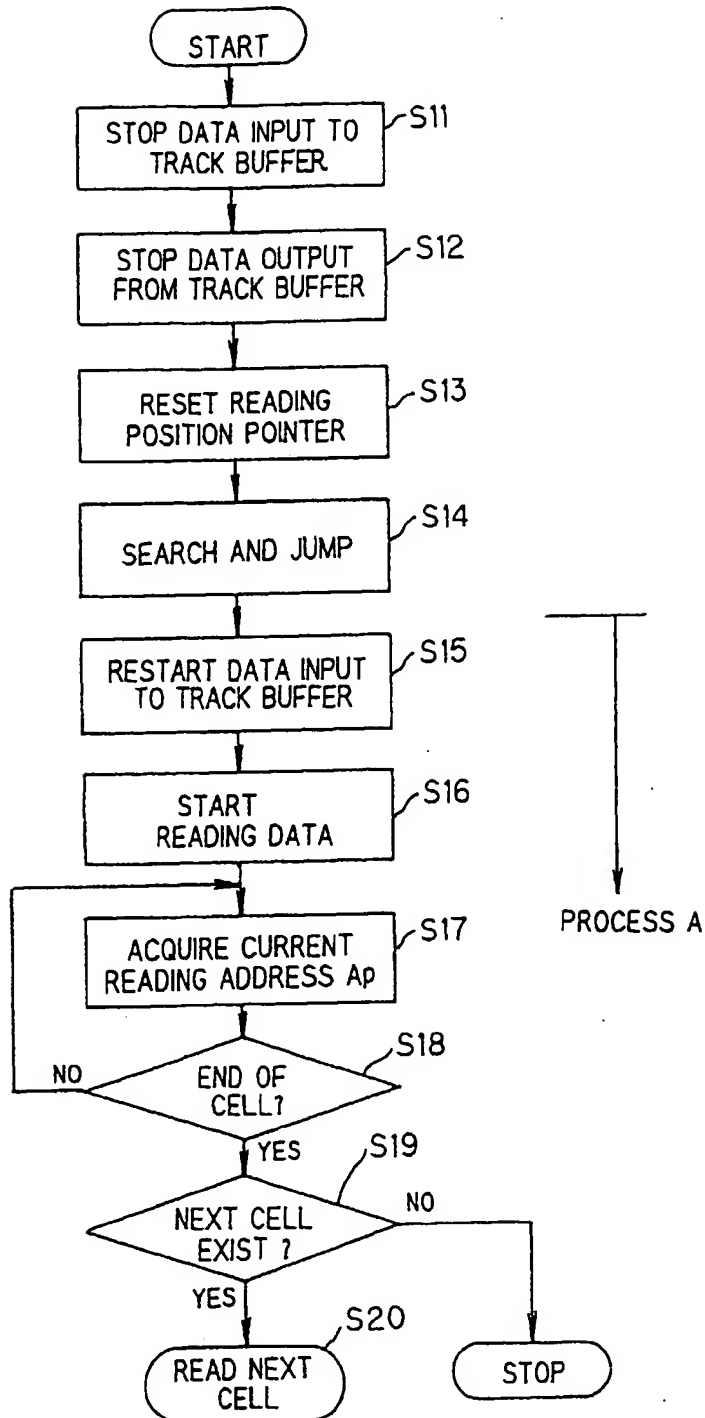 START
S11
STOP DATA INPUT TO
TRACK BUFFER
S12
STOP DATA OUTPUT
FROM TRACK BUFFER
S13
RESET READING
POSITION POINTER
S14
SEARCH AND JUMP
S15
RESTART DATA INPUT
TO TRACK BUFFER
S16
START
READING DATA
PROCESS A
S17
ACQUIRE CURRENT
READING ADDRESS Ap
S18
END OF
CELL?
NO
YES
S19
NEXT CELL
EXIST ?
NO
YES
S20
READ NEXT
CELL
STOP